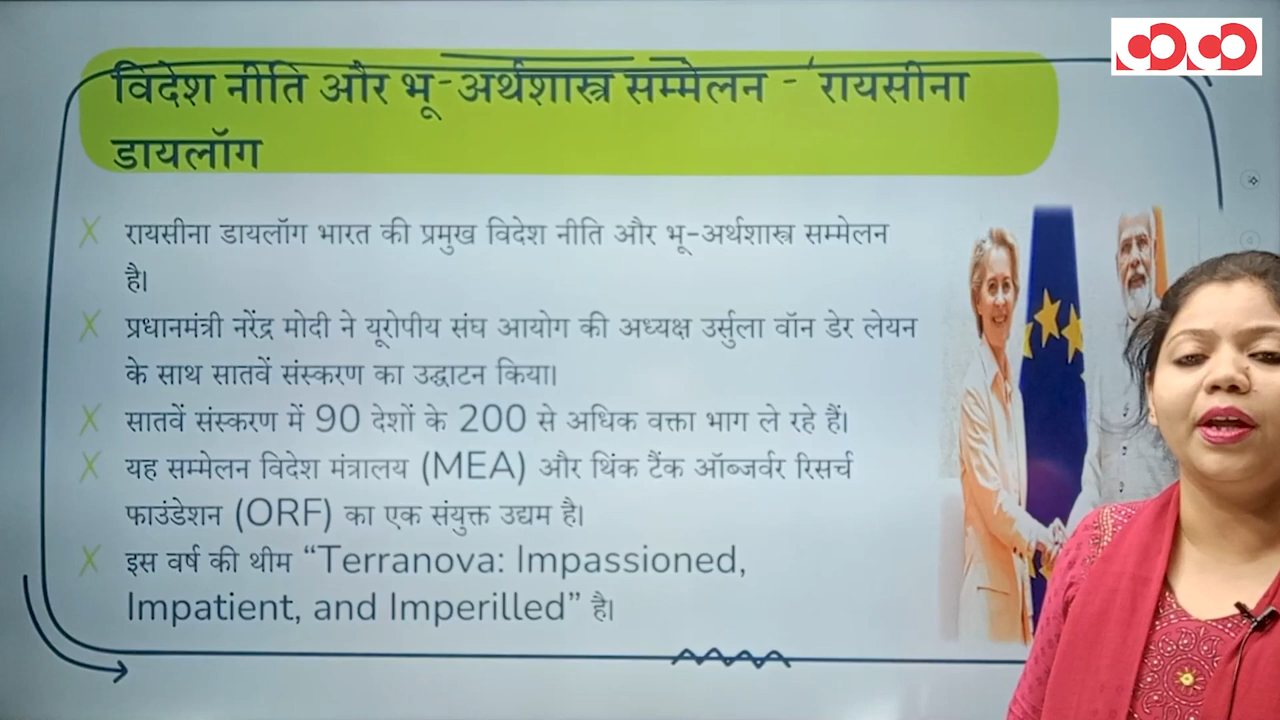 विदेश नीति और भू-अर्थशास्त्र सम्मेलन - 'रायसीना
डायलॉग
रायसीना डायलॉग भारत की प्रमुख विदेश नीति और भू-अर्थशास्त्र सम्मेलन
है।
प्रधानमंत्री नरेंद्र मोदी ने यूरोपीय संघ आयोग की अध्यक्ष उर्सुला वॉन डेर लेयन
के साथ सातवें संस्करण का उद्घाटन किया।
सातवें संस्करण में 90 देशों के 200 से अधिक वक्ता भाग ले रहे हैं।
यह सम्मेलन विदेश मंत्रालय (MEA) और थिंक टैंक ऑब्जर्वर रिसर्च
फाउंडेशन (ORF) का एक संयुक्त उद्यम है।
इस वर्ष की थीम “Terranova: Impassioned,
Impatient, and Imperilled” है।